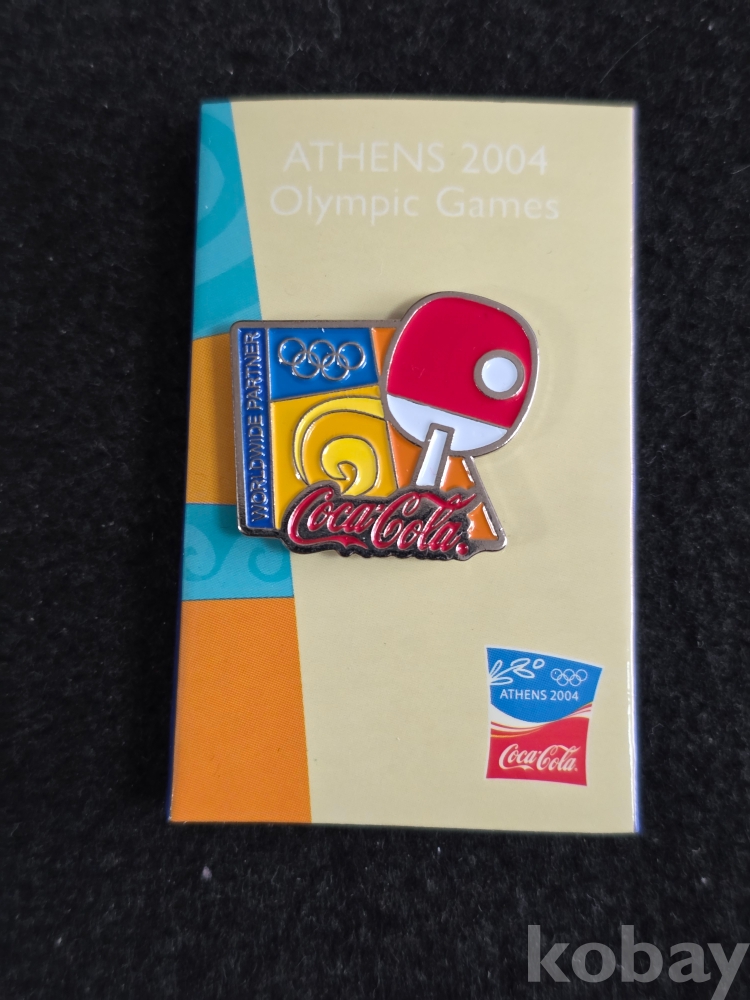 ATHENS 2004
Olympic Games
WORLDWIDE PARTNER
Coca-Cola
ATHENS 2004
Coca-Cola
kobay